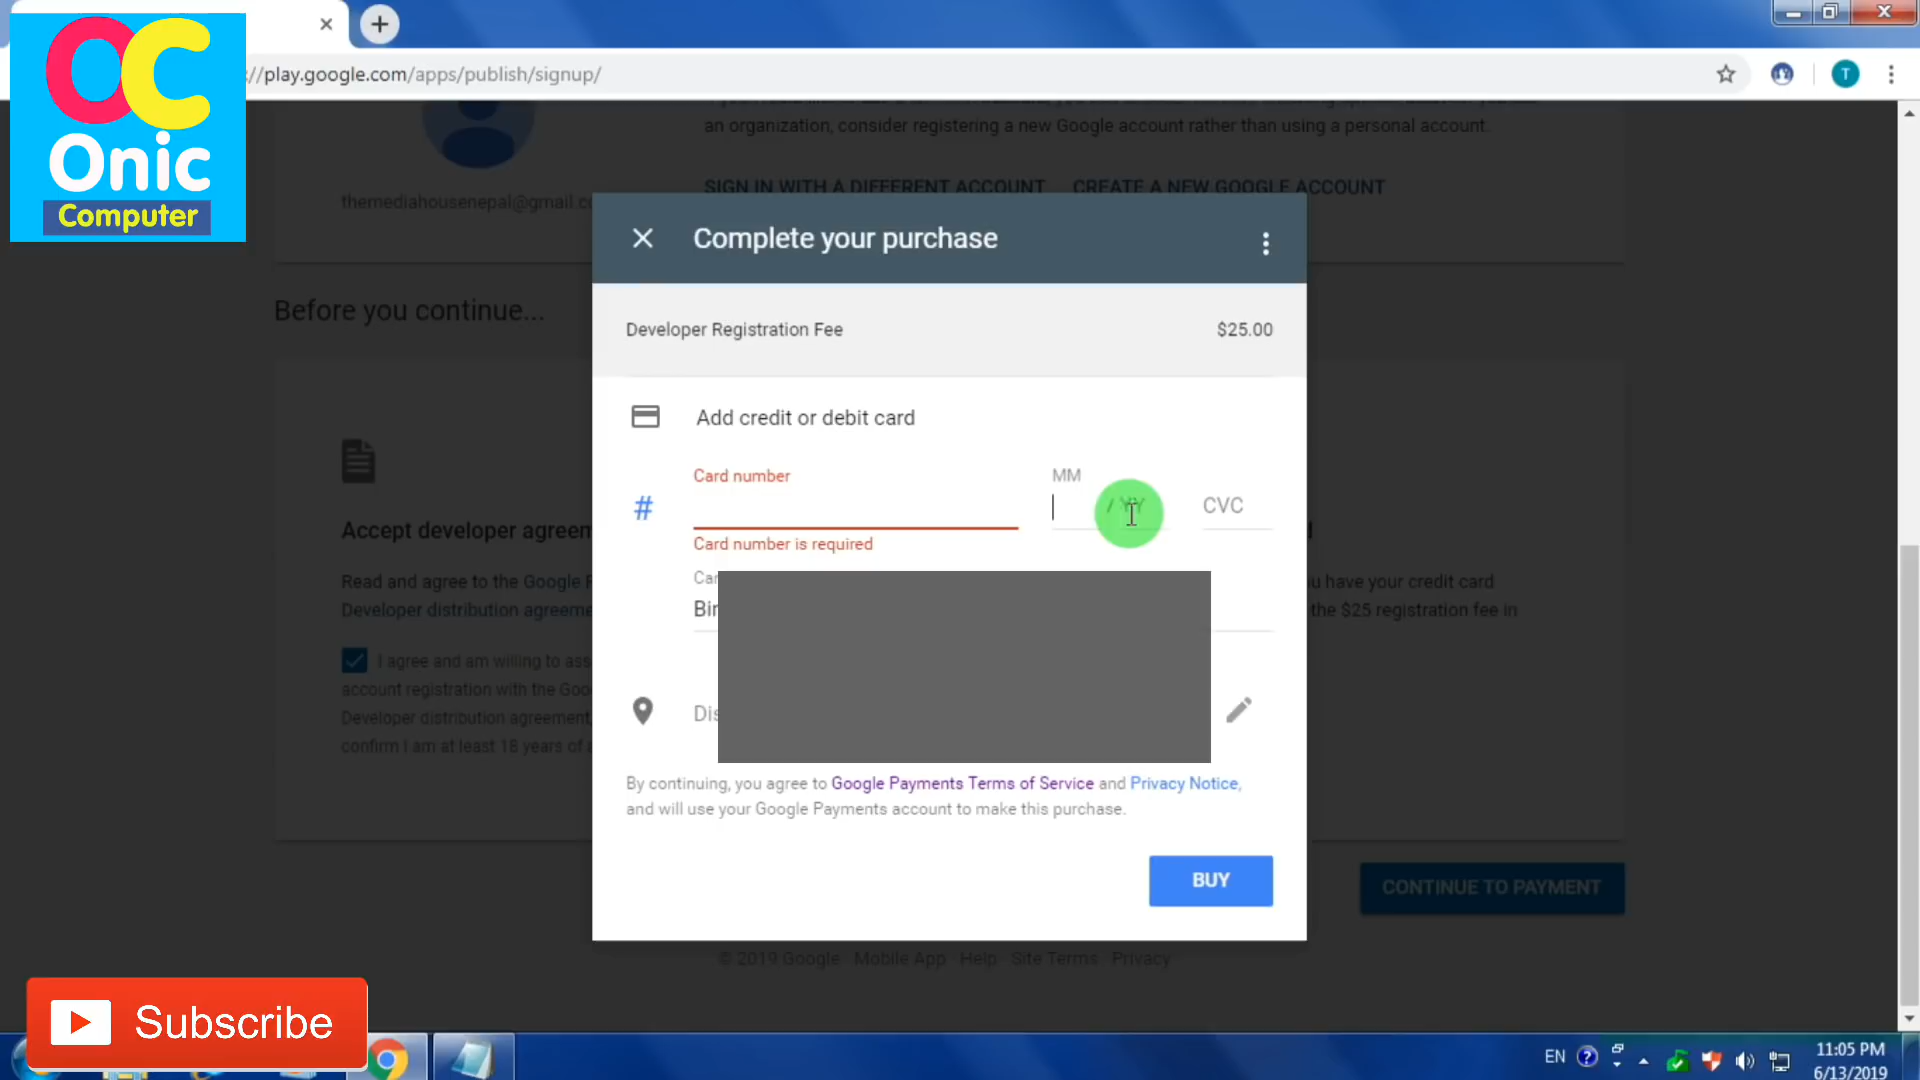 OC
Onic
Computer
://play.google.com/apps/publish/signup/
T
an organization, consider registering a new Google account rather than using a personal account.
SIGN IN WITH A DIFFERENT ACCOUNT
CREATE A NEW GOOGLE ACCOUNT
themediahousenepal@gmail.co
Complete your purchase
Before you continue...
Developer Registration Fee
$25.00
Add credit or debit card
Card number
MM
/ YY
CVC
Card number is required
Accept developer agreem
Read and agree to the Google
have your credit card
Developer distribution agreeme
the $25 registration fee in
Car
Bir
I agree and am willing to ass
account registration with the Goo
Developer distribution agreement,
confirm I am at least 18 years of a
Dis
By continuing, you agree to Google Payments Terms of Service and Privacy Notice,
and will use your Google Payments account to make this purchase.
BUY
CONTINUE TO PAYMENT
© 2019 Google · Mobile App · Help · Site Terms · Privacy
Subscribe
EN
11:05 PM
6/13/2019